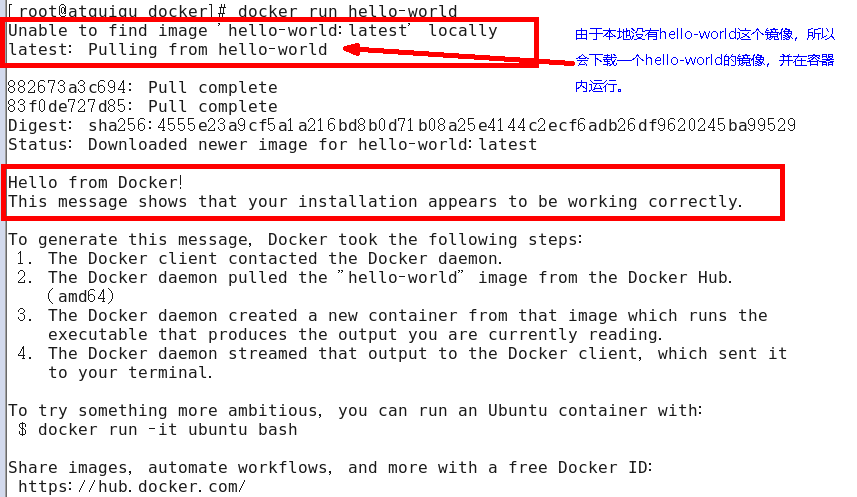 [root@atguigu docker]# docker run hello-world
Unable to find image 'hello-world:latest' locally
latest: Pulling from hello-world
由于本地没有hello-world这个镜像，所以
会下载一个hello-world的镜像，并在容器
内运行。
882673a3c694: Pull complete
83f0de727d85: Pull complete
Digest: sha256:4555e23a9cf5a1a216bd8b0d71b08a25e4144c2ecf6adb26df9620245ba99529
Status: Downloaded newer image for hello-world:latest
Hello from Docker!
This message shows that your installation appears to be working correctly.
To generate this message, Docker took the following steps:
1. The Docker client contacted the Docker daemon.
2. The Docker daemon pulled the "hello-world" image from the Docker Hub.
(amd64)
3. The Docker daemon created a new container from that image which runs the
executable that produces the output you are currently reading.
4. The Docker daemon streamed that output to the Docker client, which sent it
to your terminal.
To try something more ambitious, you can run an Ubuntu container with:
$ docker run -it ubuntu bash
Share images, automate workflows, and more with a free Docker ID:
https://hub.docker.com/